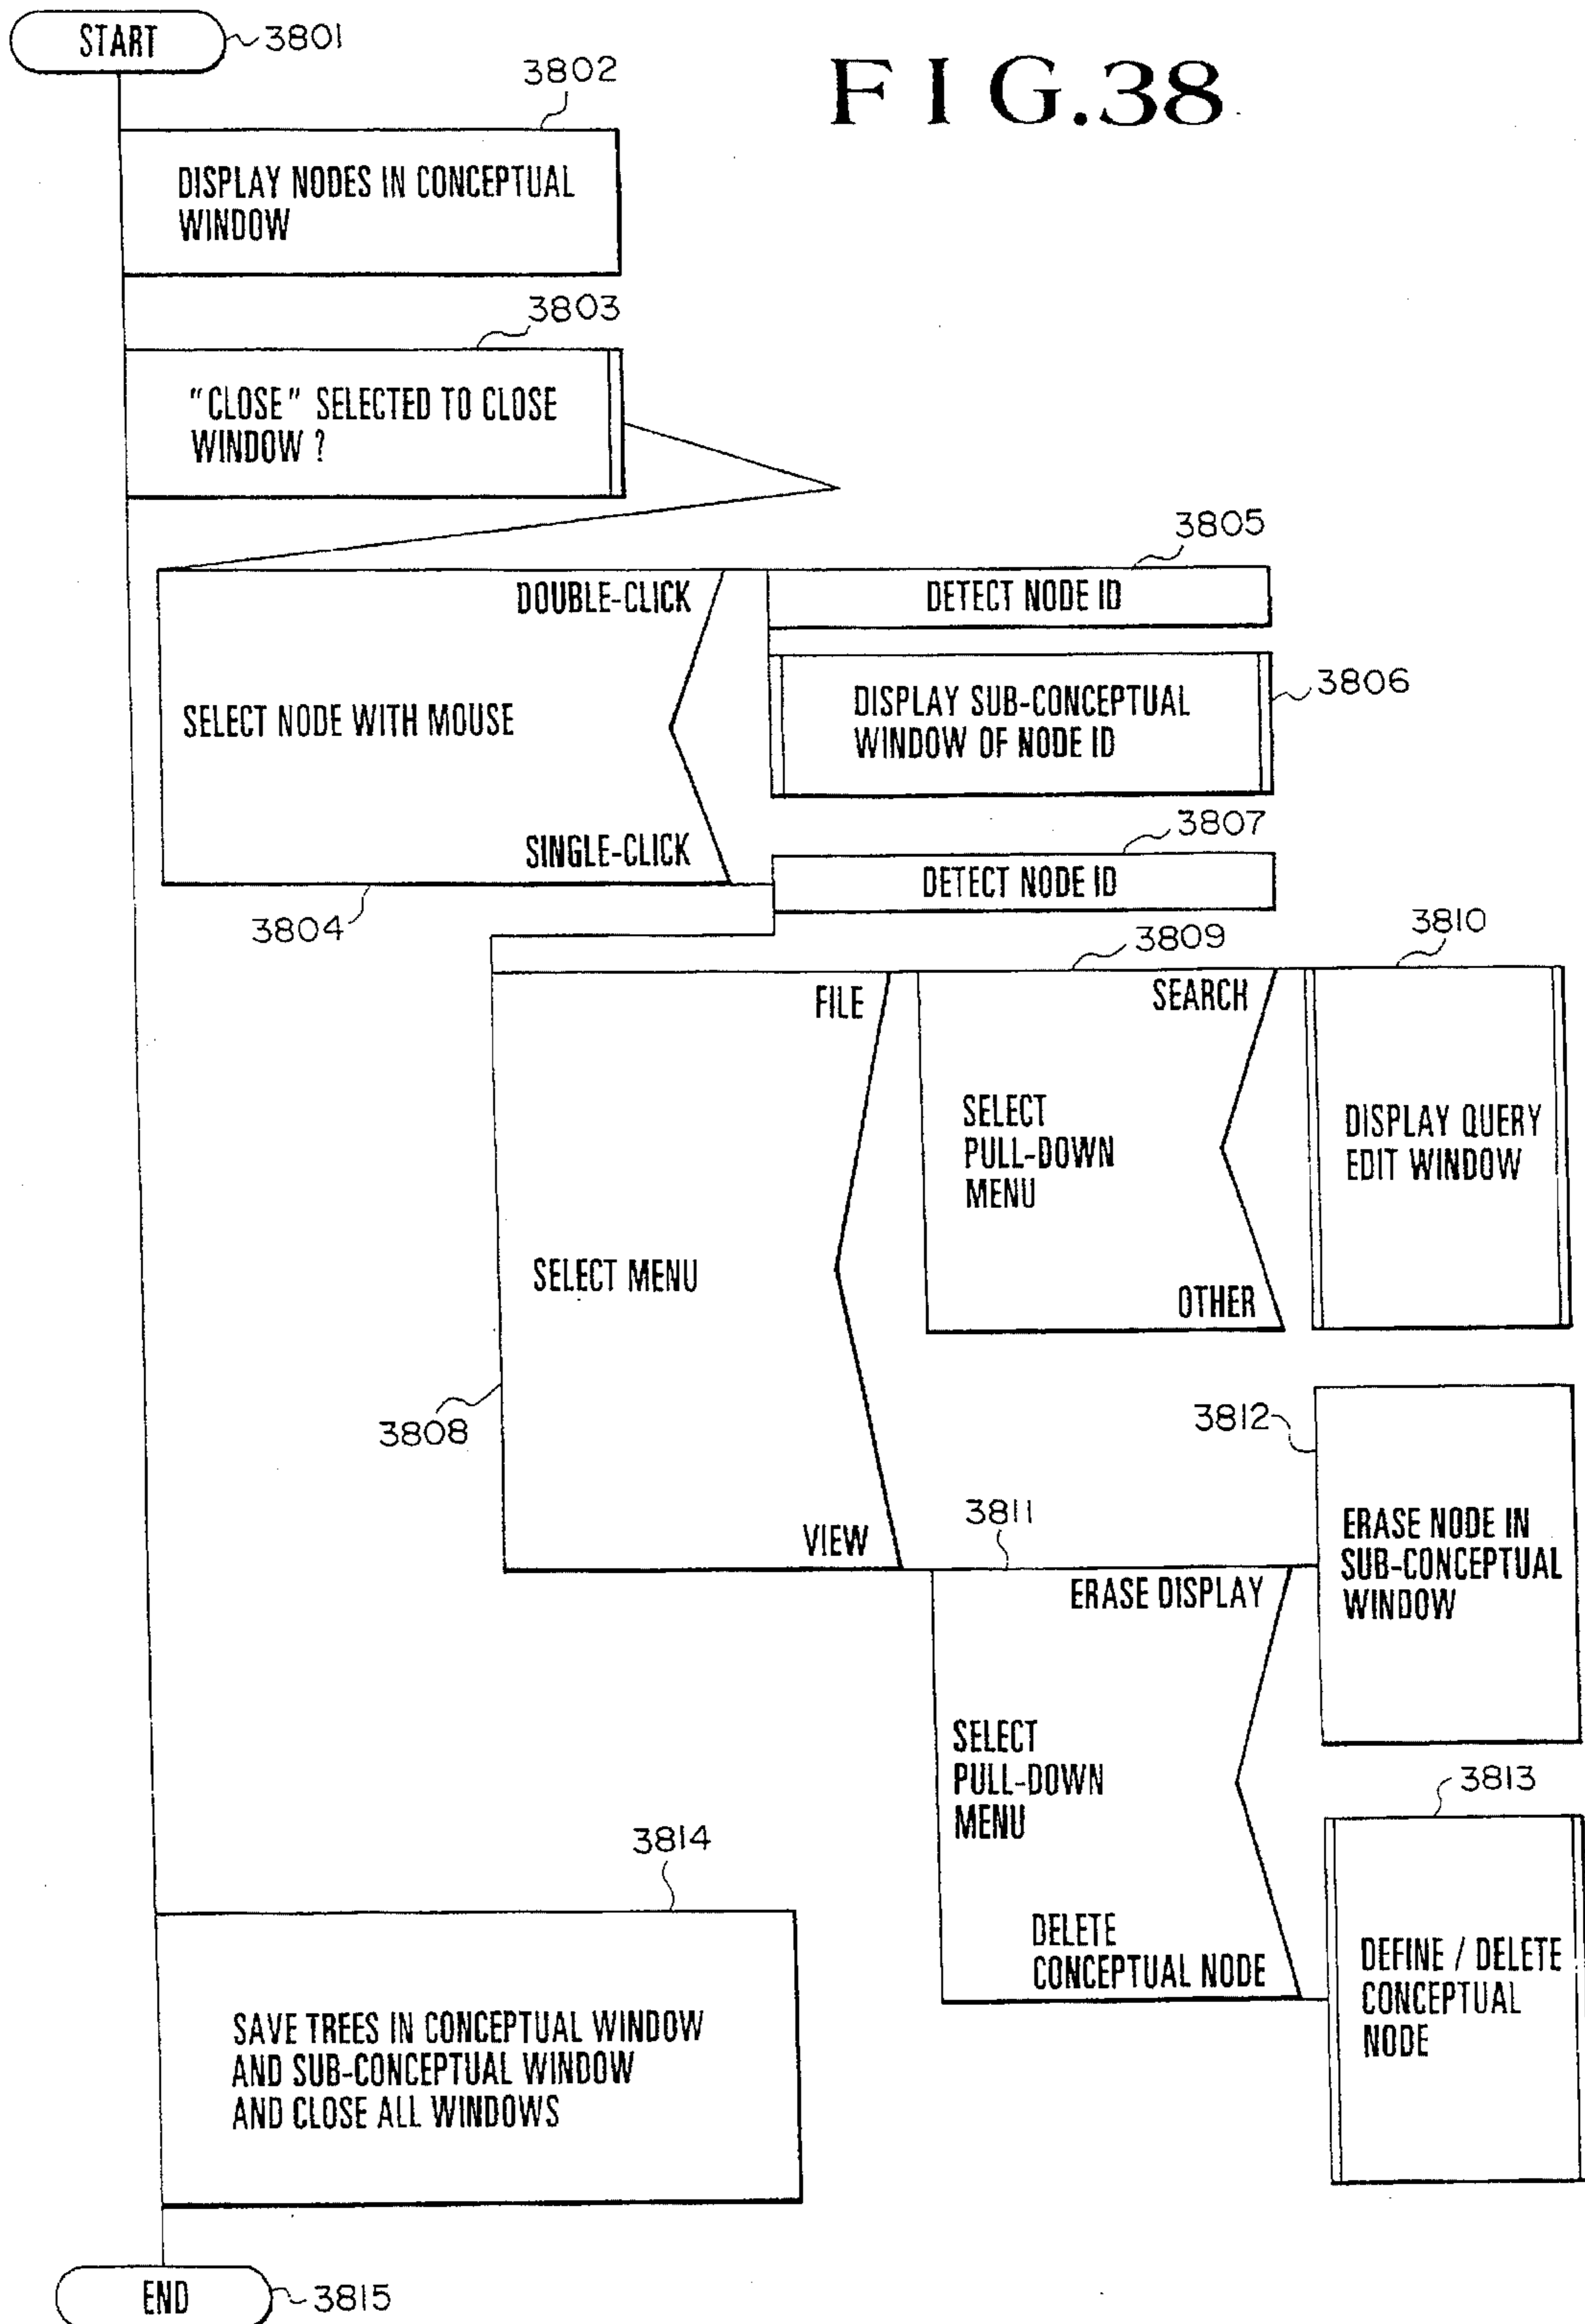 START
3801
FIG.38
3802
DISPLAY NODES IN CONCEPTUAL
WINDOW
3803
"CLOSE" SELECTED TO CLOSE
WINDOW ?
3805
DOUBLE-CLICK
DETECT NODE ID
SELECT NODE WITH MOUSE
DISPLAY SUB-CONCEPTUAL
WINDOW OF NODE ID
3806
3807
SINGLE-CLICK
DETECT NODE ID
3804
3809
3810
FILE
SEARCH
SELECT
PULL-DOWN
MENU
DISPLAY QUERY
EDIT WINDOW
SELECT MENU
OTHER
3808
3812
3811
VIEW
ERASE NODE IN
SUB-CONCEPTUAL
WINDOW
ERASE DISPLAY
SELECT
PULL-DOWN
MENU
3813
3814
DELETE
CONCEPTUAL NODE
DEFINE / DELETE
CONCEPTUAL
NODE
SAVE TREES IN CONCEPTUAL WINDOW
AND SUB-CONCEPTUAL WINDOW
AND CLOSE ALL WINDOWS
END
3815